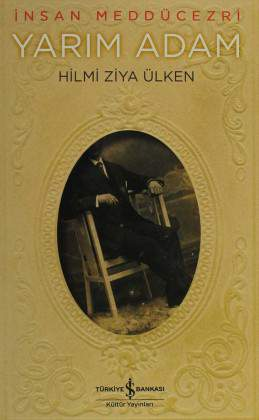 İNSAN MEDDÜCEZRİ
YARIM ADAM
HİLMİ ZİYA ÜLKEN
TÜRKİYE İŞ BANKASI
Kültür Yayınları